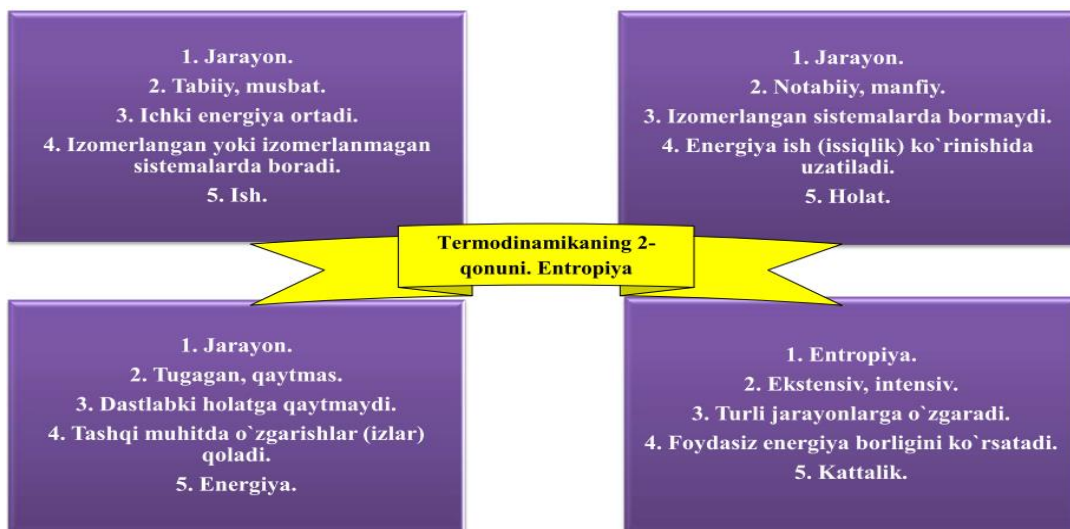 1. Jarayon.
2. Tabiiy, musbat.
3. Ichki energiya ortadi.
4. Izomerlangan yoki izomerlanmagan
sistemalarda boradi.
5. Ish.
1. Jarayon.
2. Notabiiy, manfiy.
3. Izomerlangan sistemalarda bormaydi.
4. Energiya ish (issiqlik) ko`rinishida
uzatiladi.
5. Holat.
Termodinamikaning 2-
qonuni. Entropiya
1. Jarayon.
2. Tugagan, qaytmas.
3. Dastlabki holatga qaytmaydi.
4. Tashqi muhitda o`zgarishlar (izlar)
qoladi.
5. Energiya.
1. Entropiya.
2. Ekstensiv, intensiv.
3. Turli jarayonlarga o`zgaradi.
4. Foydasiz energiya borligini ko`rsatadi.
5. Kattalik.